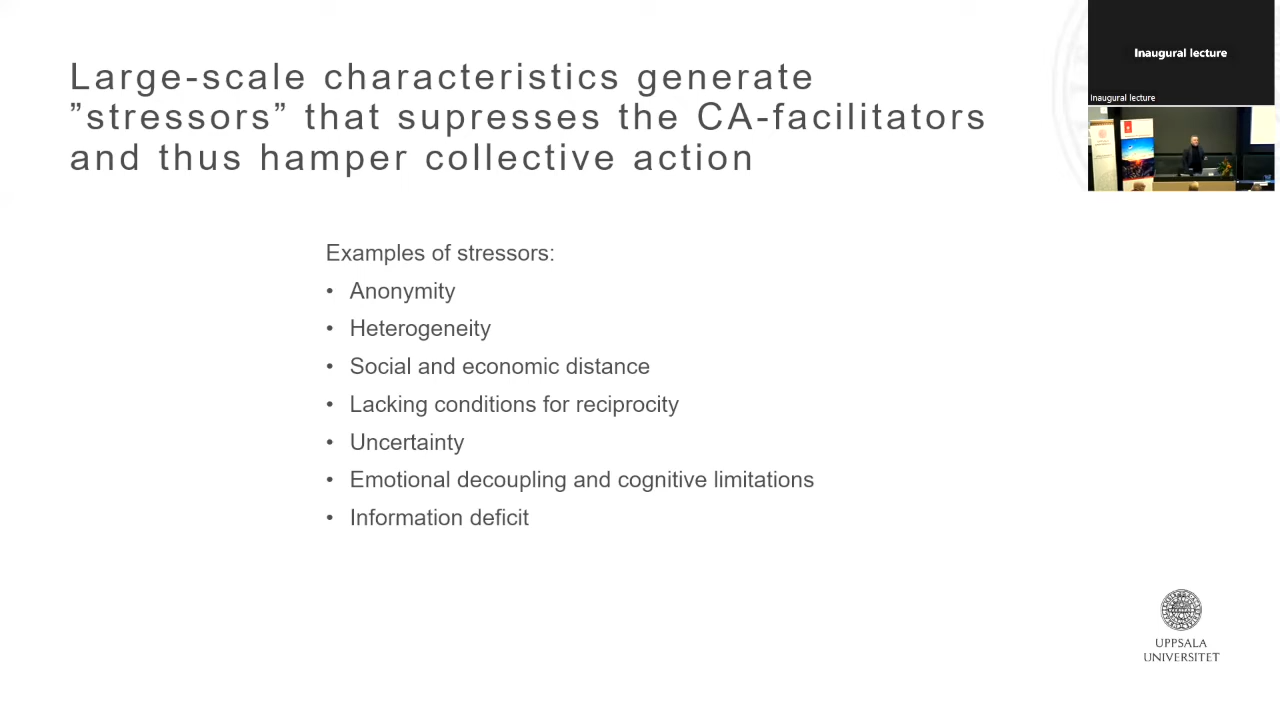 Large-scale characteristics generate
”stressors” that supresses the CA-facilitators
and thus hamper collective action
Inaugural lecture
Inaugural lecture
Examples of stressors:
• Anonymity
• Heterogeneity
• Social and economic distance
• Lacking conditions for reciprocity
• Uncertainty
• Emotional decoupling and cognitive limitations
• Information deficit
UPPSALA
UNIVERSITET